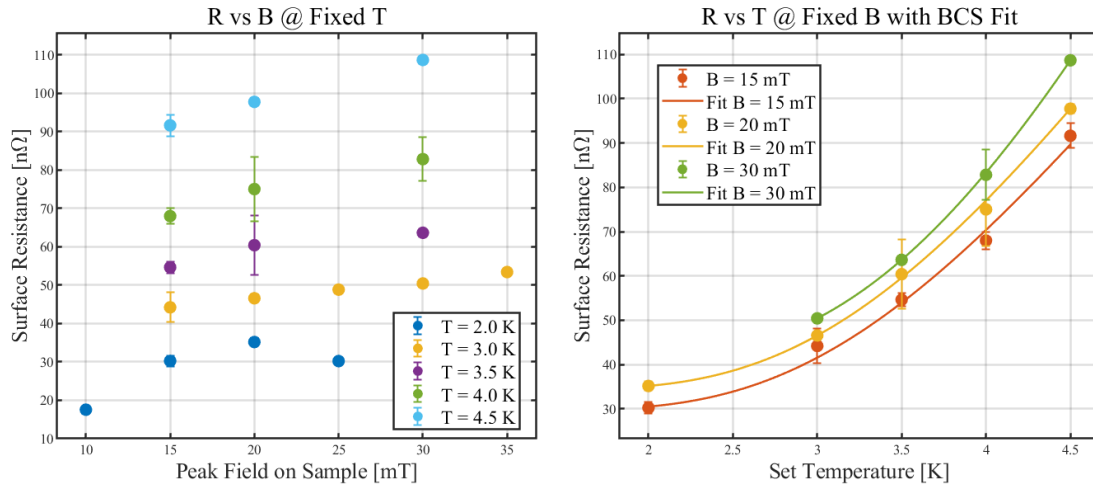 R vs B @ Fixed T
Surface Resistance [nΩ]
110
100
90
80
70
60
50
40
30
20
10
10
15
20
25
30
35
Peak Field on Sample [mT]
T = 2.0 K
T = 3.0 K
T = 3.5 K
T = 4.0 K
T = 4.5 K
R vs T @ Fixed B with BCS Fit
Surface Resistance [nΩ]
110
100
90
80
70
60
50
40
30
2
2.5
3
3.5
4
4.5
Set Temperature [K]
B = 15 mT
Fit B = 15 mT
B = 20 mT
Fit B = 20 mT
B = 30 mT
Fit B = 30 mT